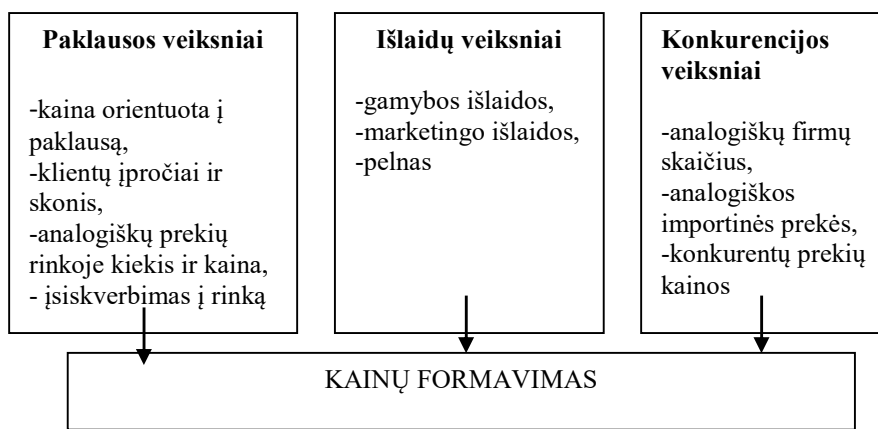 Paklausos veiksniai
-kaina orientuota į
paklausą,
-klientų įpročiai ir
skonis,
-analogiškų prekių
rinkoje kiekis ir kaina,
- įsiskverbimas į rinką
Išlaidų veiksniai
-gamybos išlaidos,
-marketingo išlaidos,
-pelnas
Konkurencijos
veiksniai
-analogiškų firmų
skaičius,
-analogiškos
importinės prekės,
-konkurentų prekių
kainos
KAINŲ FORMAVIMAS